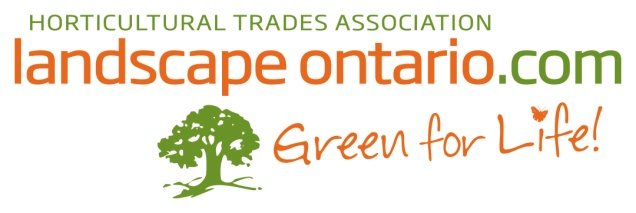 HORTICULTURAL TRADES ASSOCIATION
landscape ontario.com
Green for Life!